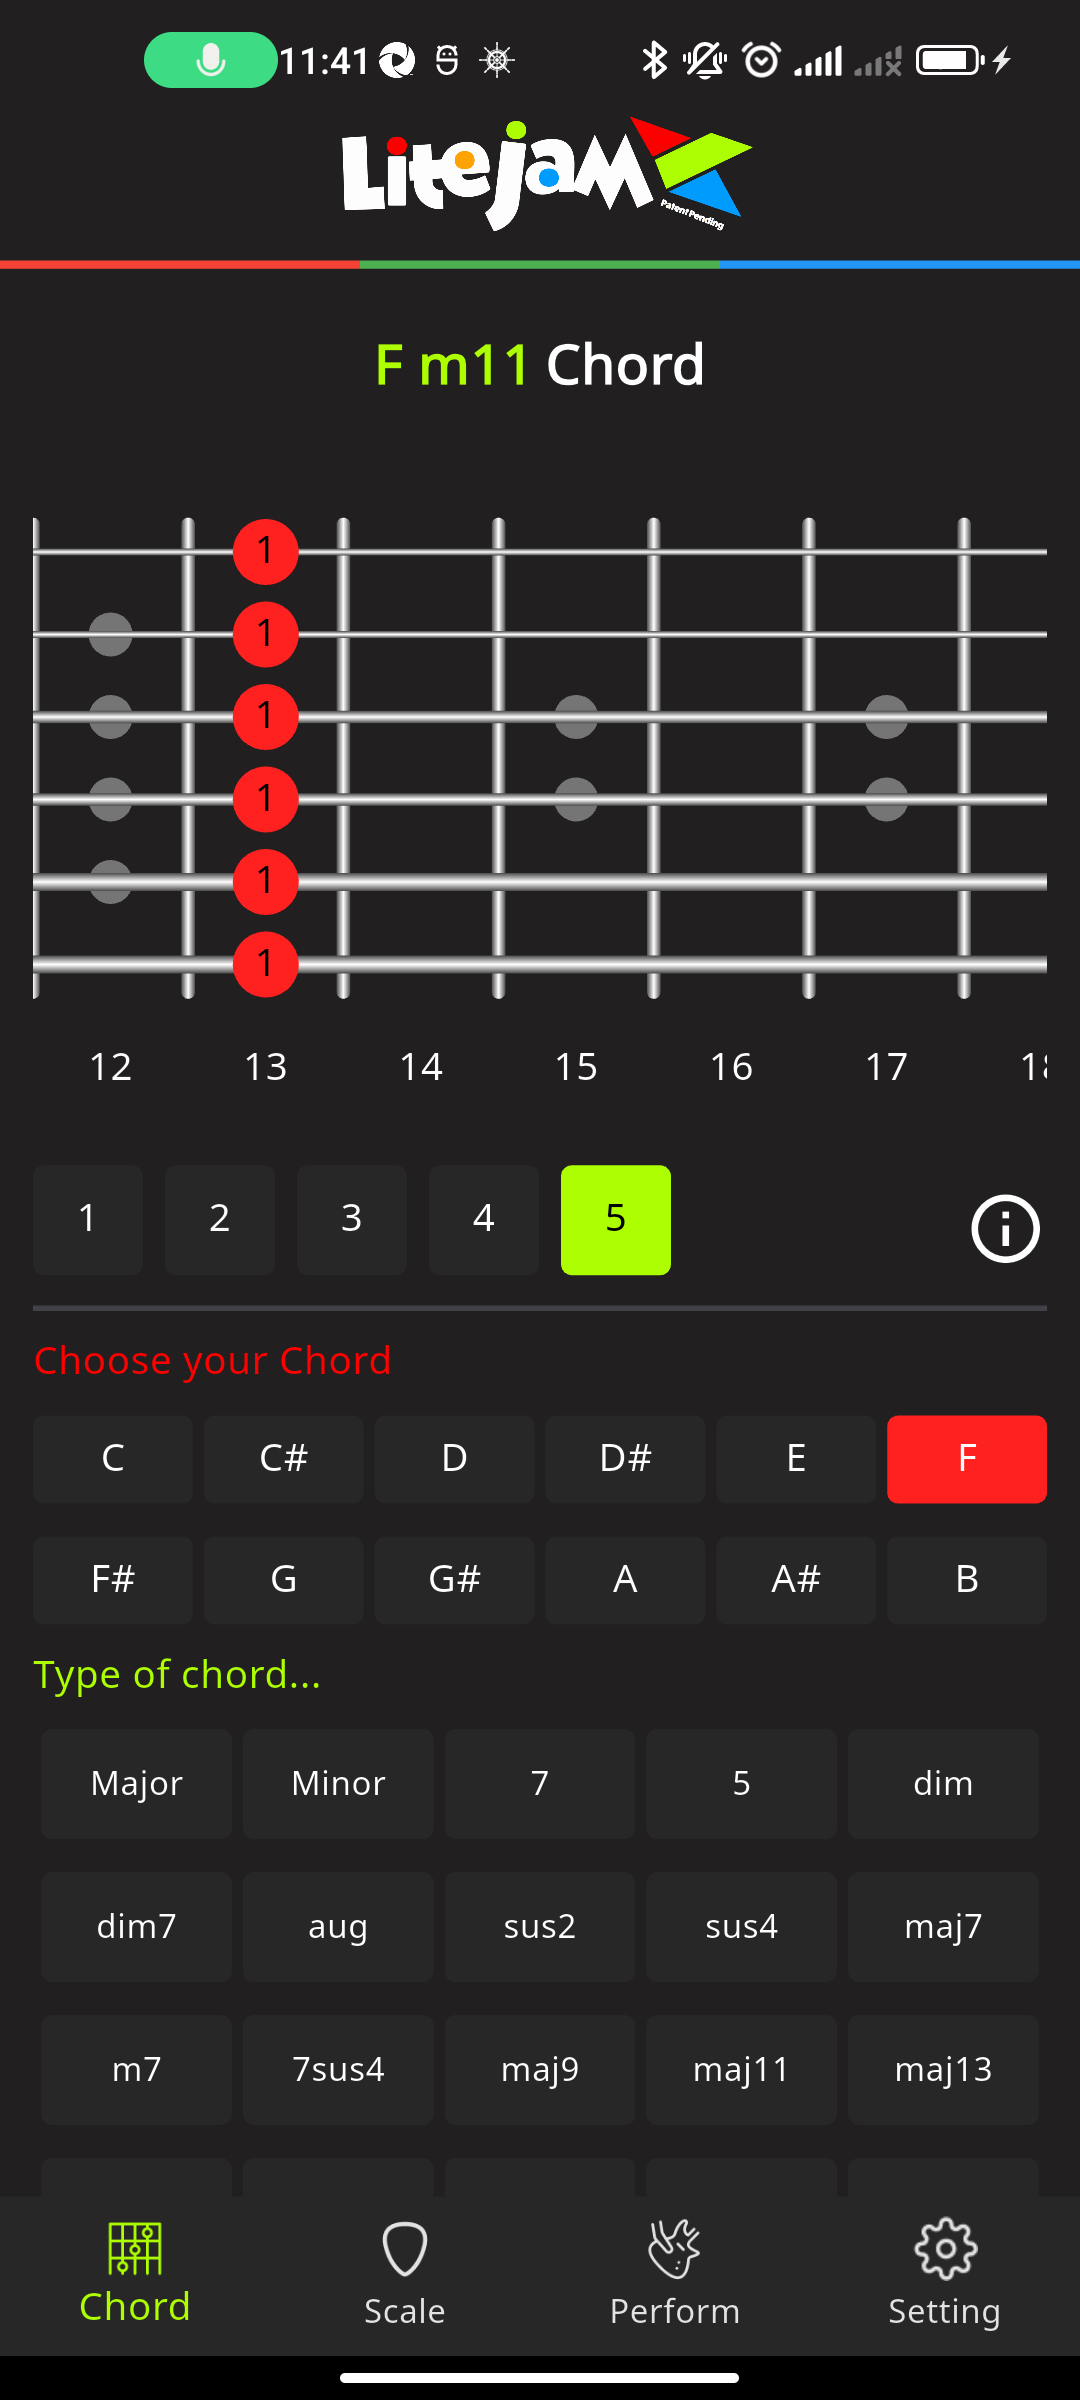 11:41
Litejam
Patent Pending
F m11 Chord
1
1
1
1
1
1
12 13 14 15 16 17 18
1 2 3 4 5
Choose your Chord
C C# D D# E F
F# G G# A A# B
Type of chord...
Major Minor 7 5 dim
dim7 aug sus2 sus4 maj7
m7 7sus4 maj9 maj11 maj13
Chord Scale Perform Setting